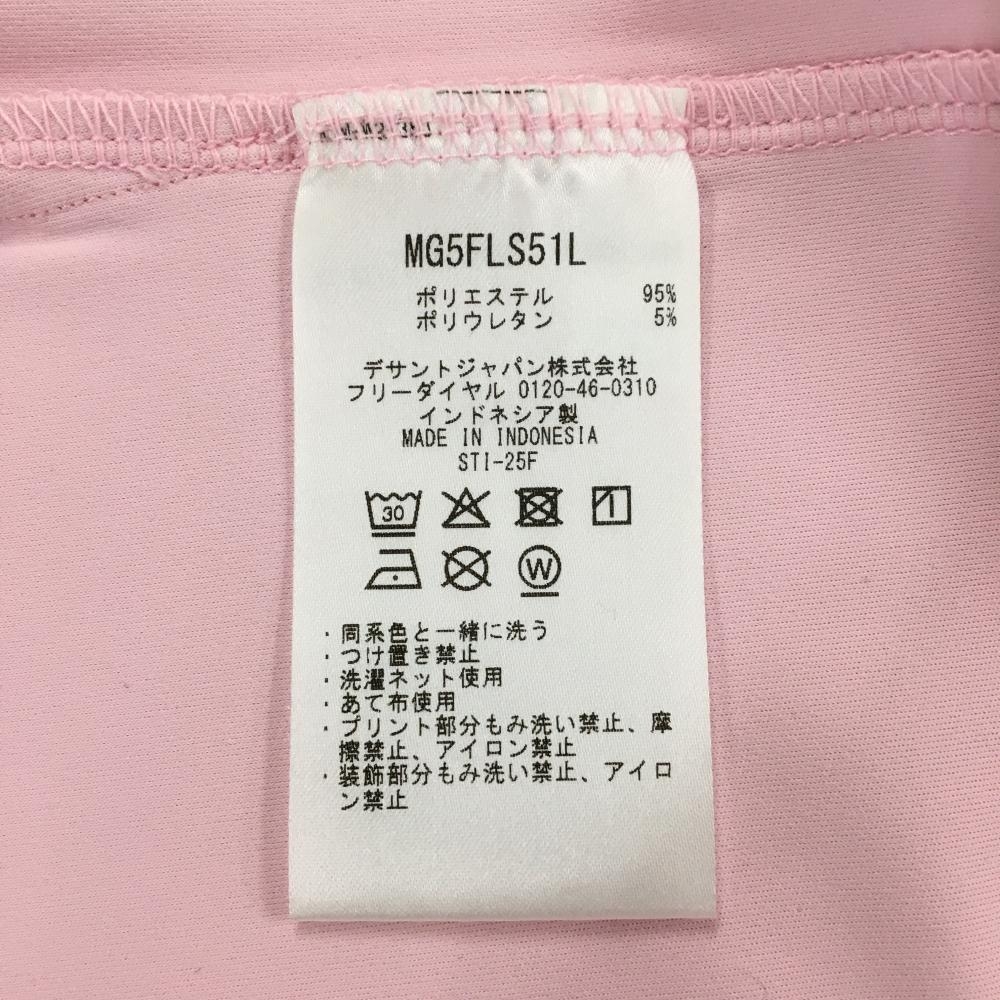 MG5FLS51L
ポリエステル 95%
ポリウレタン 5%
デサントジャパン株式会社
フリーダイヤル 0120-46-0310
インドネシア製
MADE IN INDONESIA
STI-25F
30
W
・同系色と一緒に洗う
・つけ置き禁止
・洗濯ネット使用
・あて布使用
・プリント部分もみ洗い禁止、摩
擦禁止、アイロン禁止
・装飾部分もみ洗い禁止、アイロ
ン禁止